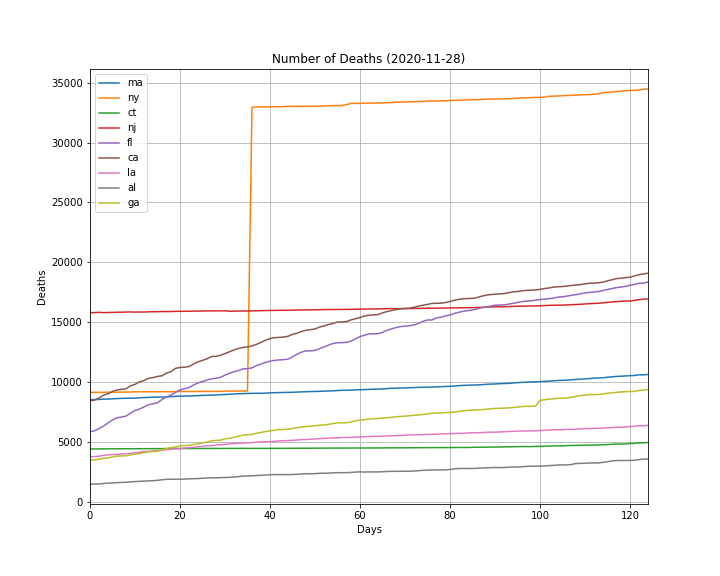 Number of Deaths (2020-11-28)
35000
30000
25000
20000
15000
10000
5000
0
Deaths
ma
ny
ct
nj
fl
ca
la
al
ga
0 20 40 60 80 100 120
Days